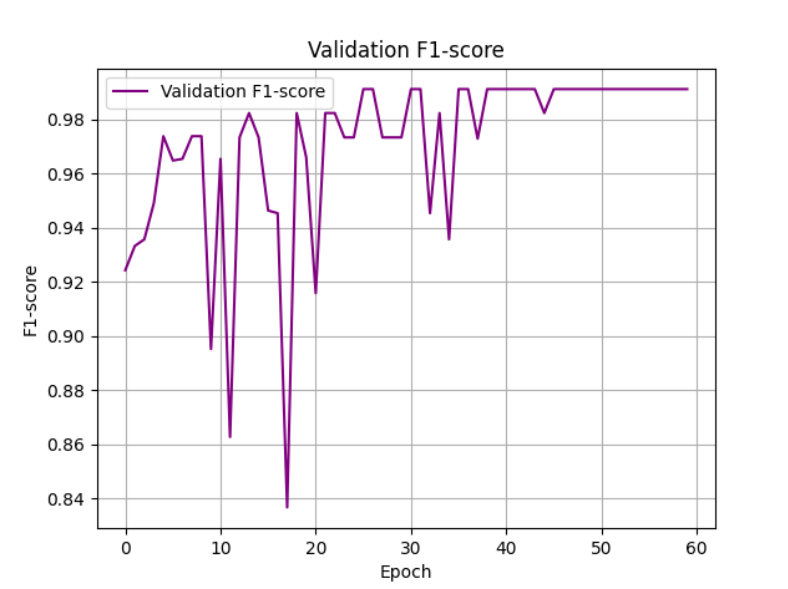 Validation F1-score
Validation F1-score
0.98
0.96
0.94
0.92
0.90
0.88
0.86
0.84
F1-score
0 10 20 30 40 50 60
Epoch